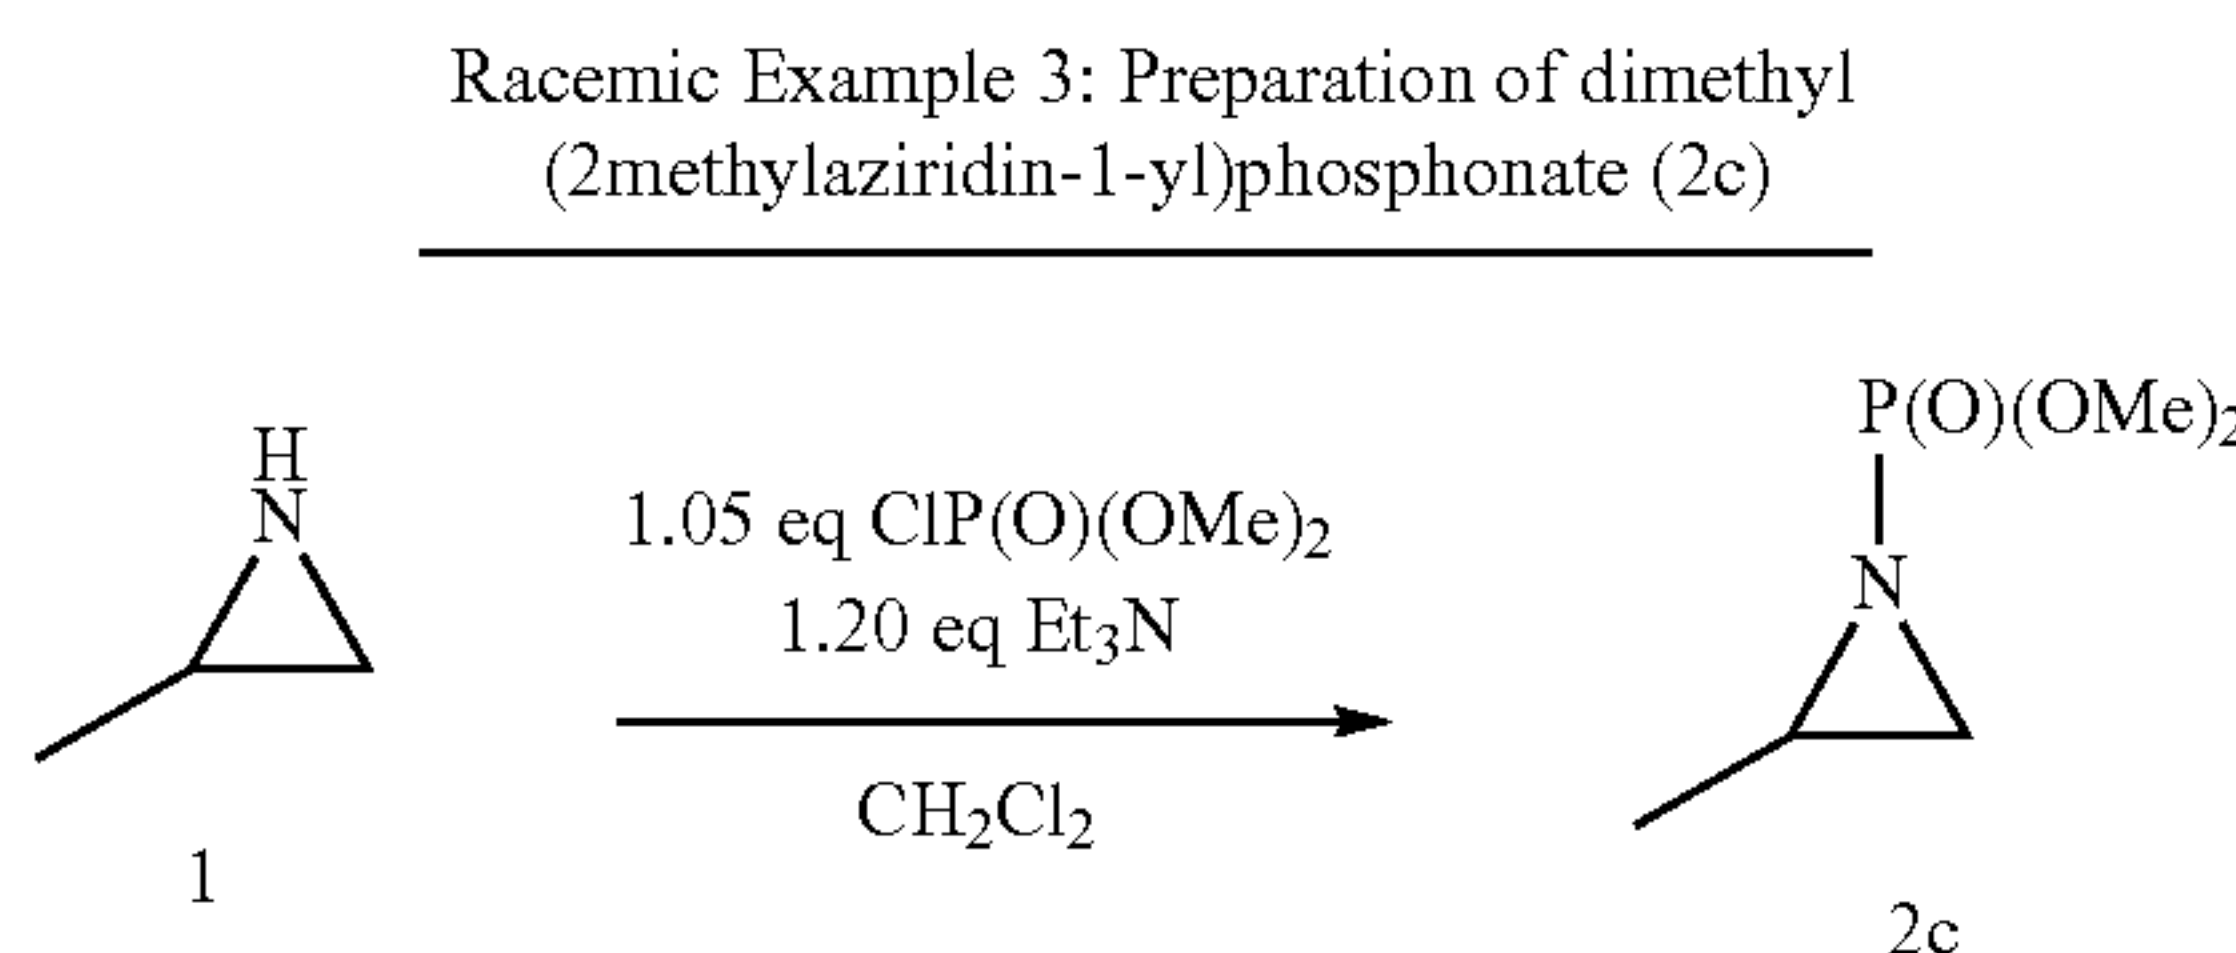 Racemic Example 3: Preparation of dimethyl
(2methylaziridin-1-yl)phosphonate (2c)
H
N
1
1.05 eq ClP(O)(OMe)₂
1.20 eq Et₃N
CH₂Cl₂
P(O)(OMe)₂
N
2c